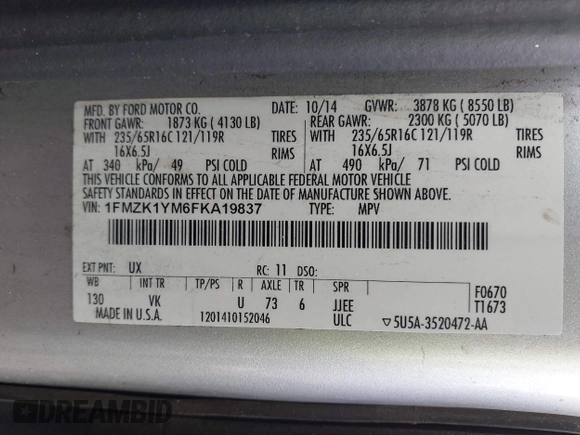 MFD. BY FORD MOTOR CO. DATE: 10/14 GVWR: 3878 KG ( 8550 LB)
FRONT GAWR: 1873 KG ( 4130 LB) REAR GAWR: 2300 KG ( 5070 LB)
WITH 235/65R16C 121/119R TIRES WITH 235/65R16C 121/119R TIRES
16X6.5J RIMS 16X6.5J RIMS
AT 340 kPa/ 49 PSI COLD AT 490 kPa/ 71 PSI COLD
THIS VEHICLE CONFORMS TO ALL APPLICABLE FEDERAL MOTOR VEHICLE
SAFETY STANDARDS IN EFFECT ON THE DATE OF MANUFACTURE SHOWN ABOVE.
VIN: 1FMZK1YM6FKA19837 TYPE: MPV
EXT PNT: UX RC: 11 DSO:
WB INT TR TP/PS R AXLE TR SPR F0670
130 VK U 73 6 JJEE T1673
MADE IN U.S.A. 1201410152046 ULC ▽5U5A-3520472-AA
DREAMBID